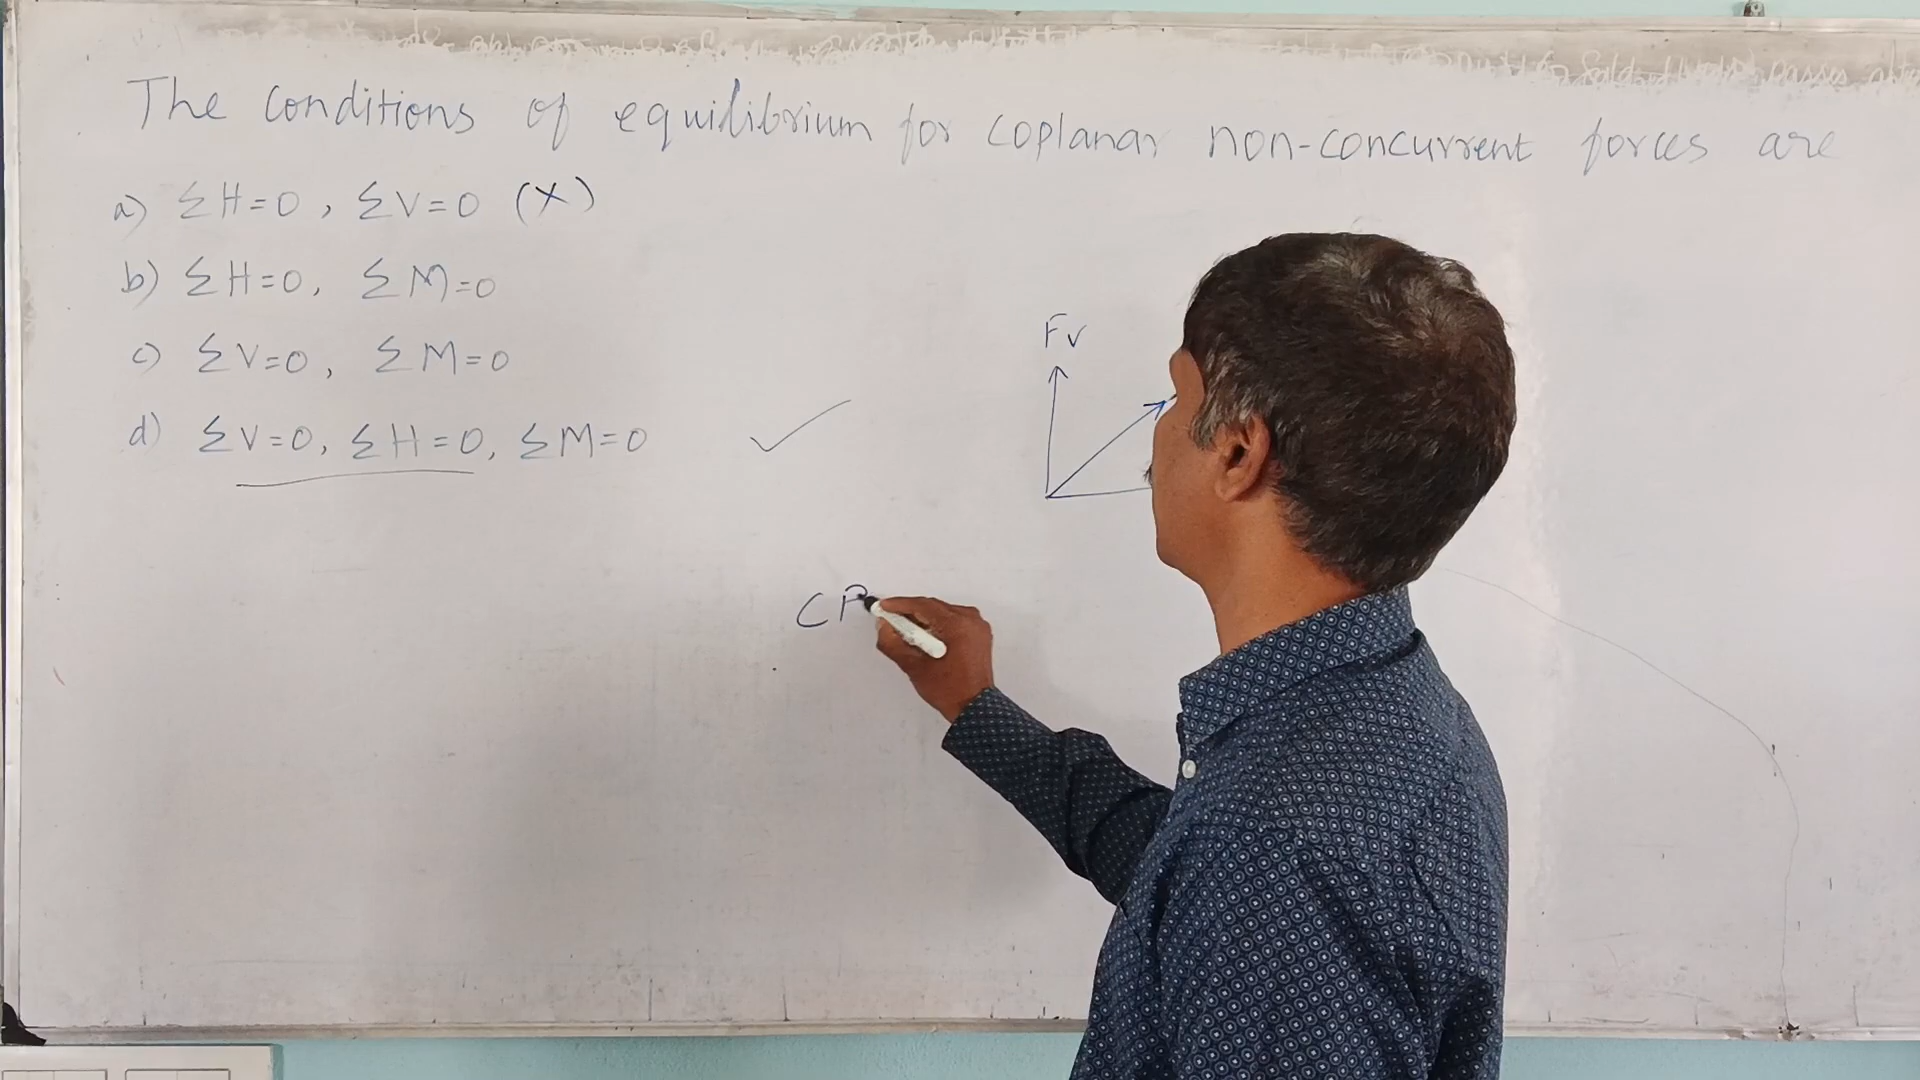 The conditions of equilibrium for coplanar non-concurrent forces are
a) ΣH=0, ΣV=0 (X)
b) ΣH=0, ΣM=0
c) ΣV=0, ΣM=0
d) ΣV=0, ΣH=0, ΣM=0 ✓
Fv
CP